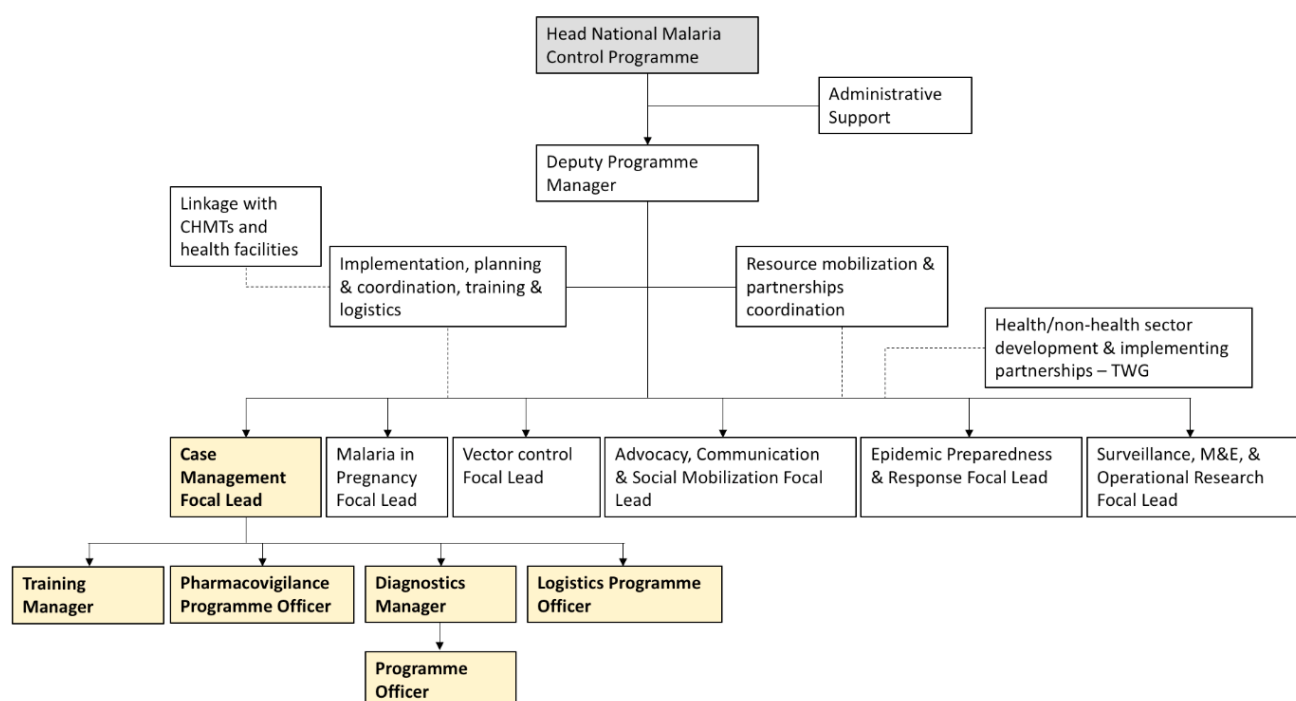 Head National Malaria
Control Programme
Administrative
Support
Deputy Programme
Manager
Linkage with
CHMTs and
health facilities
Implementation, planning
& coordination, training &
logistics
Resource mobilization &
partnerships
coordination
Health/non-health sector
development & implementing
partnerships – TWG
Case
Management
Focal Lead
Malaria in
Pregnancy
Focal Lead
Vector control
Focal Lead
Advocacy, Communication
& Social Mobilization Focal
Lead
Epidemic Preparedness
& Response Focal Lead
Surveillance, M&E, &
Operational Research
Focal Lead
Training
Manager
Pharmacovigilance
Programme Officer
Diagnostics
Manager
Logistics Programme
Officer
Programme
Officer